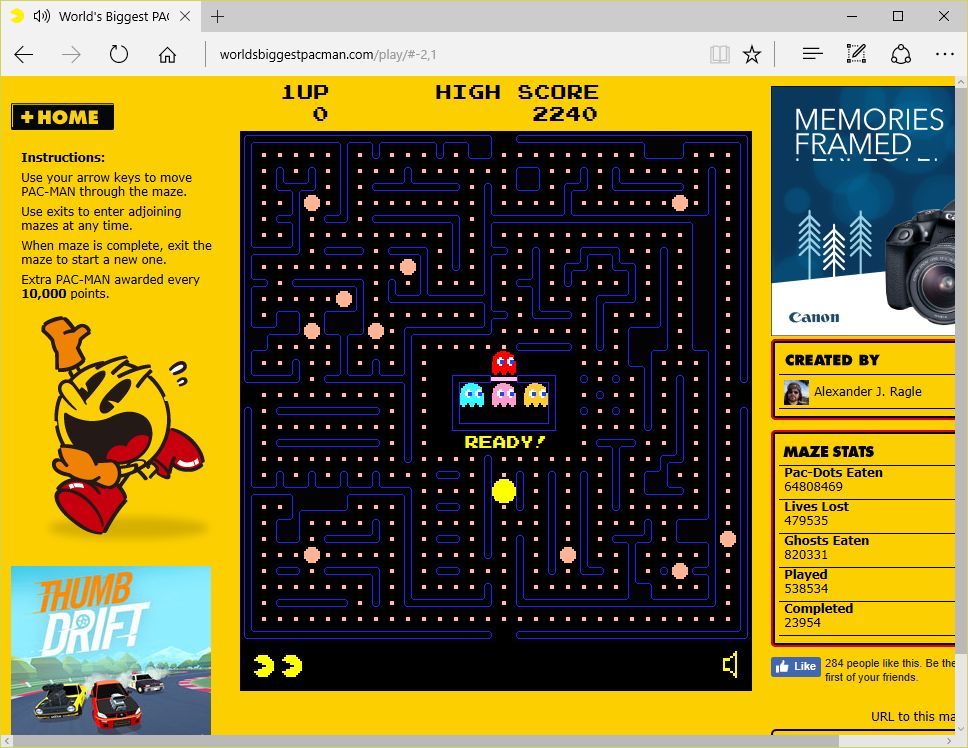 World's Biggest PAC
worldsbiggestpacman.com/play/#-2,1
1UP
0
HIGH SCORE
2240
+HOME
Instructions:
Use your arrow keys to move
PAC-MAN through the maze.
Use exits to enter adjoining
mazes at any time.
When maze is complete, exit the
maze to start a new one.
Extra PAC-MAN awarded every
10,000 points.
THUMB
DRIFT
READY!
MEMORIES
FRAMED
Canon
CREATED BY
Alexander J. Ragle
MAZE STATS
Pac-Dots Eaten
64808469
Lives Lost
479535
Ghosts Eaten
820331
Played
538534
Completed
23954
Like
284 people like this. Be the
first of your friends.
URL to this ma